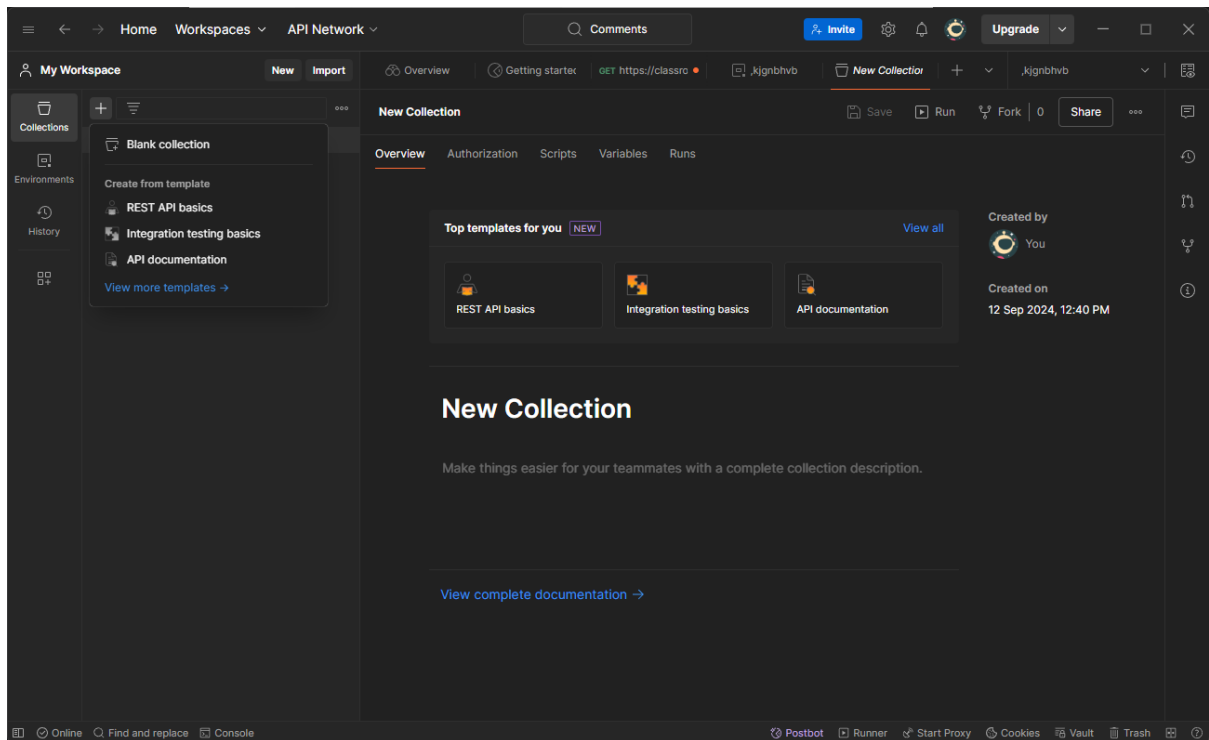 Home Workspaces API Network Comments Invite Upgrade
My Workspace New Import Overview GET https://classrc ,kjgnbhvb New Collection ,kjgnbhvb
Collections
Environments
History
Blank collection
Create from template
REST API basics
Integration testing basics
API documentation
View more templates →
New Collection Save Run Fork 0 Share
Overview Authorization Scripts Variables Runs
Top templates for you NEW View all
REST API basics Integration testing basics API documentation
Created by
You
Created on
12 Sep 2024, 12:40 PM
New Collection
Make things easier for your teammates with a complete collection description.
View complete documentation →
Online Find and replace Console Postbot Runner Start Proxy Cookies Vault Trash